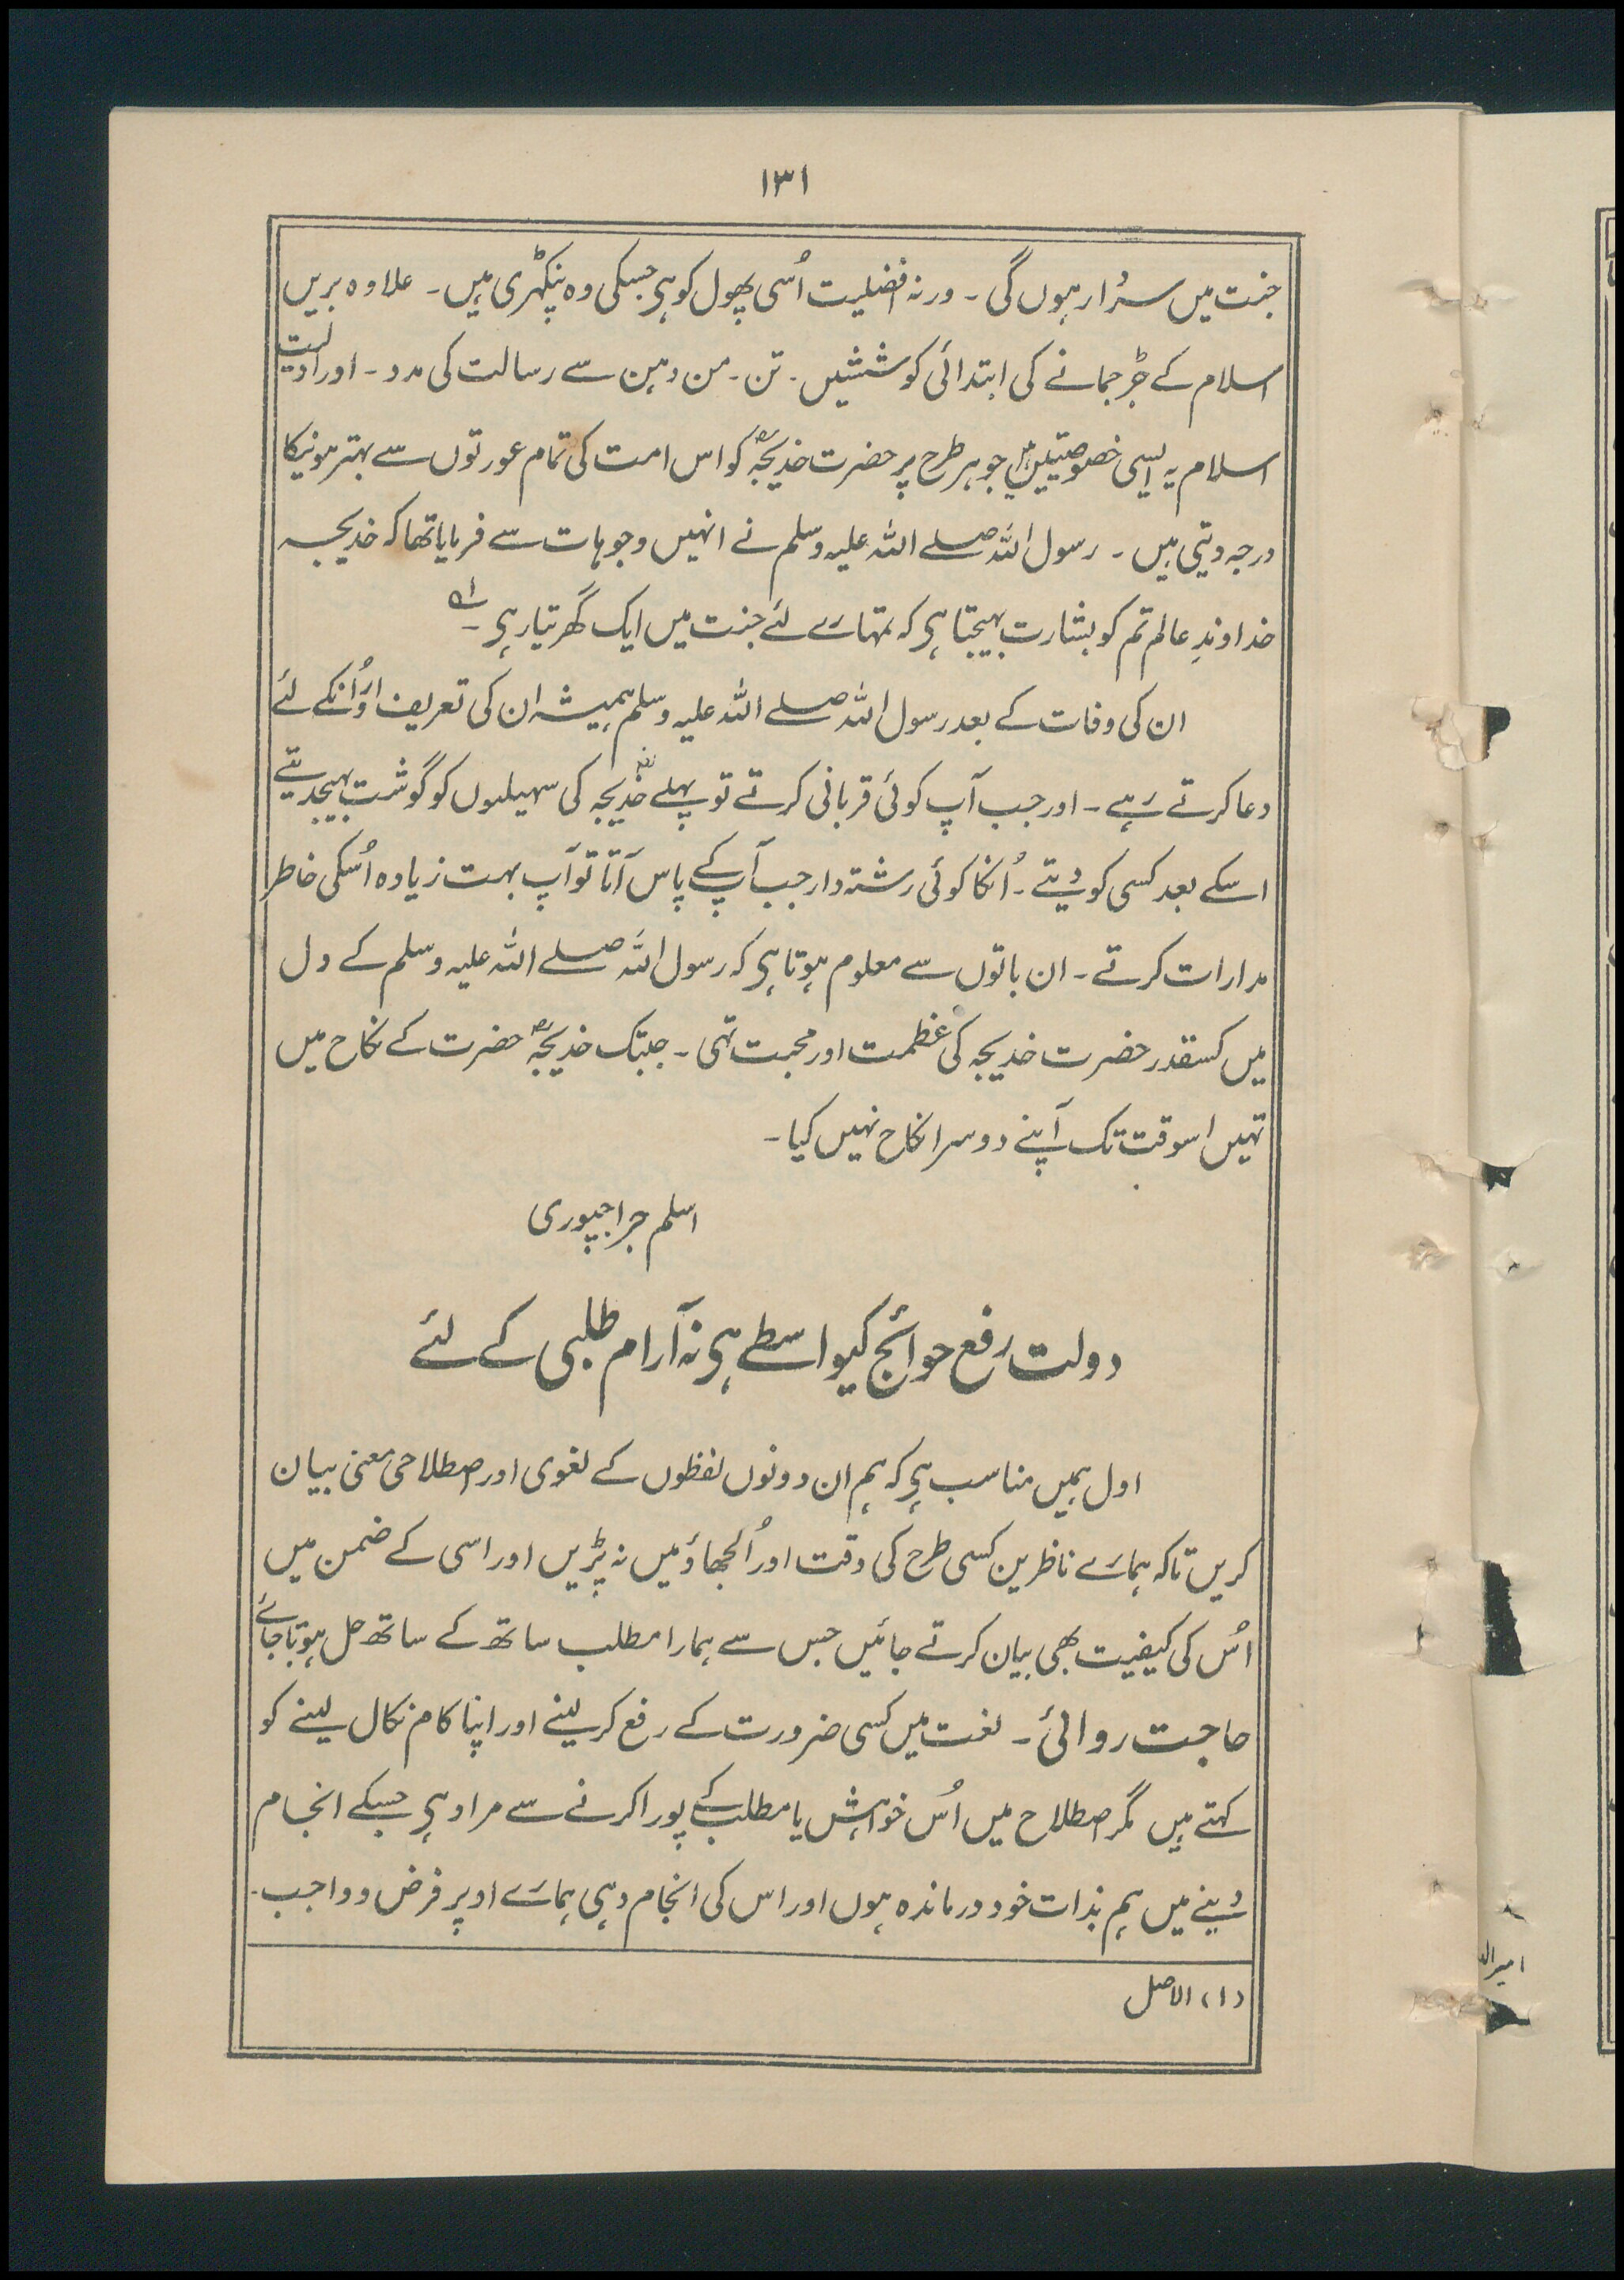 ۱۳۱
جنت میں سردار ہوں گی ۔ ورنہ افضلیت اُسی پھول کو ہی جسکی وہ پنکھڑی ہیں ۔ علاوہ بریں
اسلام کے جڑ جمانے کی ابتدائی کوششیں ۔ تن ۔ من دہن سے رسالت کی مدد ۔ اور اولیت
اسلام یہ ایسی خصوصیتیں ہیں جو ہر طرح پر حضرت خدیجہؓ کو اس امت کی تمام عورتوں سے بہتر ہونیکا
درجہ دیتی ہیں ۔ رسول اللہ صلے اللہ علیہ وسلم نے انہیں وجوہات سے فرمایا تھا کہ خدیجہ
خداوندِ عالم تم کو بشارت بہیجتا ہی کہ تمہارے لئے جنت میں ایک گھر تیار ہی ۔ ۱ه
ان کی وفات کے بعد رسول اللہ صلے اللہ علیہ وسلم ہمیشہ ان کی تعریف اور اُنکے لئے
دعا کرتے رہے ۔ اور جب آپ کوئی قربانی کرتے تو پہلے خدیجہؓ کی سہیلیوں کو گوشت بہیجدیتے
اسکے بعد کسی کو دیتے ۔ اُنکا کوئی رشتہ دار جب آپ کے پاس آتا تو آپ بہت زیادہ اُسکی خاطر
مدارات کرتے ۔ ان باتوں سے معلوم ہوتا ہی کہ رسول اللہ صلے اللہ علیہ وسلم کے دل
میں کسقدر حضرت خدیجہ کی عظمت اور محبت تہی ۔ جبتک خدیجہؓ حضرت کے نکاح میں
تہیں اسوقت تک آپنے دوسرا نکاح نہیں کیا ۔
اسلم جراجپوری
دولت رفع حوائج کیواسطے ہی نہ آرام طلبی کے لئے
اول ہمیں مناسب ہی کہ ہم ان دونوں لفظوں کے لغوی اور اصطلاحی معنی بیان
کریں تاکہ ہمارے ناظرین کسی طرح کی دقت اور اُلجھاؤ میں نہ پڑیں اور اسی کے ضمن میں
اُس کی کیفیت بھی بیان کرتے جائیں جس سے ہمارا مطلب ساتھ کے ساتھ حل ہوتا جائے
حاجت روائی ۔ لغت میں کسی ضرورت کے رفع کرلینے اور اپنا کام نکال لینے کو
کہتے ہیں مگر اصطلاح میں اُس خواہش یا مطلب کے پورا کرنے سے مراد ہی جسکے انجام
دینے میں ہم بذات خود درماندہ ہوں اور اس کی انجام دہی ہمارے اوپر فرض و واجب ۔
(۱) الاصل